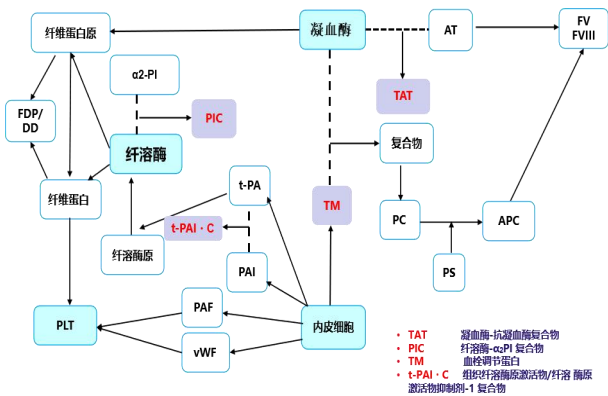 纤维蛋白原
凝血酶
AT
FV
FVIII
α2-PI
TAT
FDP/
DD
PIC
纤溶酶
复合物
t-PA
纤维蛋白
TM
t-PAI · C
PC
APC
纤溶酶原
PAI
PS
PAF
PLT
内皮细胞
vWF
• TAT 凝血酶-抗凝血酶复合物
• PIC 纤溶酶-α₂PI 复合物
• TM 血栓调节蛋白
• t-PAI · C 组织纤溶酶原激活物/纤溶 酶原
激活物抑制剂-1 复合物